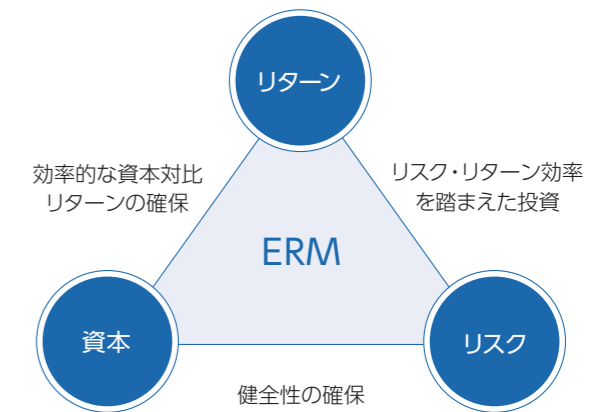 リターン
効率的な資本対比
リターンの確保
リスク・リターン効率
を踏まえた投資
ERM
資本
リスク
健全性の確保